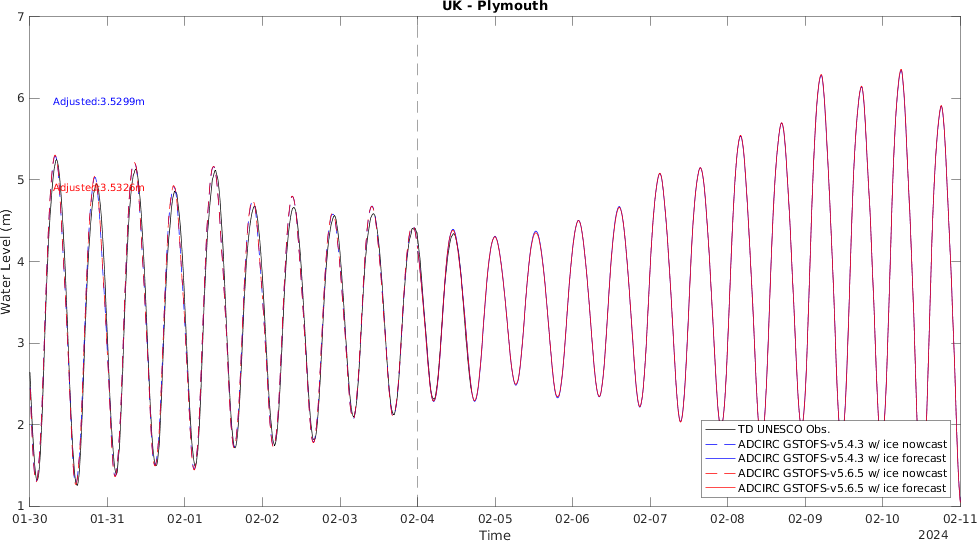 UK - Plymouth
7
6
5
4
3
2
1
Water Level (m)
Adjusted:3.5299m
Adjusted:3.5326m
TD UNESCO Obs.
ADCIRC GSTOFS-v5.4.3 w/ ice nowcast
ADCIRC GSTOFS-v5.4.3 w/ ice forecast
ADCIRC GSTOFS-v5.6.5 w/ ice nowcast
ADCIRC GSTOFS-v5.6.5 w/ ice forecast
01-30 01-31 02-01 02-02 02-03 02-04 02-05 02-06 02-07 02-08 02-09 02-10 02-11
Time
2024